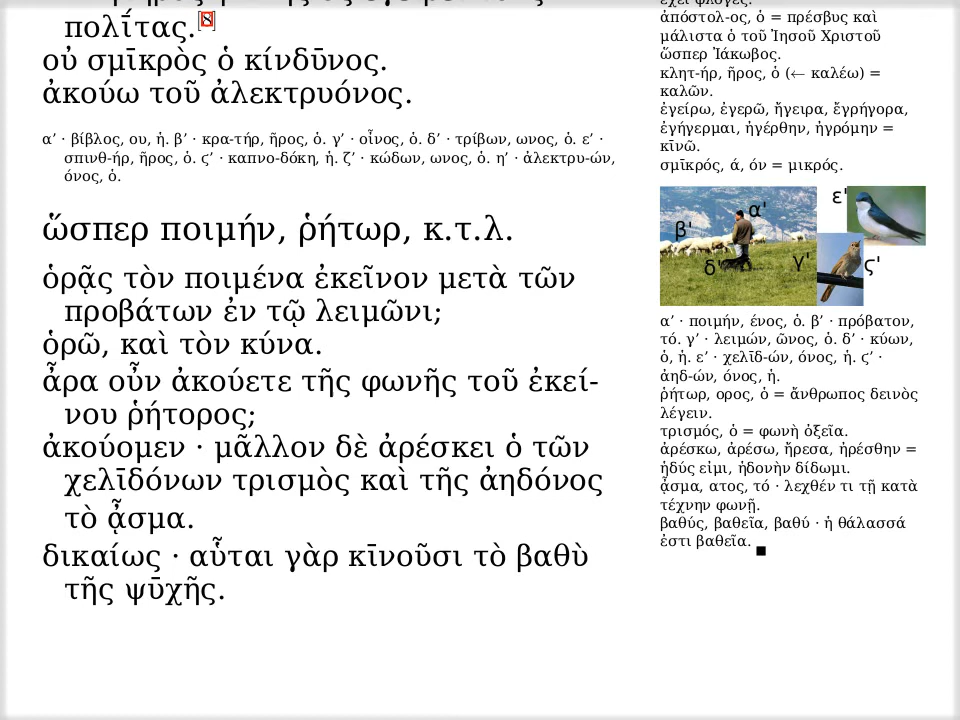 πολῑ́τας.[8]
οὐ σμῑκρὸς ὁ κίνδῡνος.
ἀκούω τοῦ ἀλεκτρυόνος.
α’ · βίβλος, ου, ἡ. β’ · κρα-τήρ, ῆρος, ὁ. γ’ · οἶνος, ὁ. δ’ · τρίβων, ωνος, ὁ. ε’ ·
σπινθ-ήρ, ῆρος, ὁ. ϛ’ · καπνο-δόκη, ἡ. ζ’ · κώδων, ωνος, ὁ. η’ · ἀλεκτρυ-ών,
όνος, ὁ.
ὥσπερ ποιμήν, ῥήτωρ, κ.τ.λ.
ὁρᾷς τὸν ποιμένα ἐκεῖνον μετὰ τῶν
προβάτων ἐν τῷ λειμῶνι;
ὁρῶ, καὶ τὸν κύνα.
ἆρα οὖν ἀκούετε τῆς φωνῆς τοῦ ἐκεί-
νου ῥήτορος;
ἀκούομεν · μᾶλλον δὲ ἀρέσκει ὁ τῶν
χελῑδόνων τρισμὸς καὶ τῆς ἀηδόνος
τὸ ᾆσμα.
δικαίως · αὗται γὰρ κῑνοῦσι τὸ βαθὺ
τῆς ψῡχῆς.
ἔχει φλόγες.
ἀπόστολ-ος, ὁ = πρέσβυς καὶ
μάλιστα ὁ τοῦ Ἰησοῦ Χριστοῦ
ὥσπερ Ἰάκωβος.
κλητ-ήρ, ῆρος, ὁ (← καλέω) =
καλῶν.
ἐγείρω, ἐγερῶ, ἤγειρα, ἔγρήγορα,
ἐγήγερμαι, ἠγέρθην, ἠγρόμην =
κῑνῶ.
σμῑκρός, ά, όν = μικρός.
α'
β'
γ'
δ'
ε'
ϛ'
α’ · ποιμήν, ένος, ὁ. β’ · πρόβατον,
τό. γ’ · λειμών, ῶνος, ὁ. δ’ · κύων,
ὁ, ἡ. ε’ · χελῑδ-ών, όνος, ἡ. ϛ’ ·
ἀηδ-ών, όνος, ἡ.
ῥήτωρ, ορος, ὁ = ἄνθρωπος δεινὸς
λέγειν.
τρισμός, ὁ = φωνὴ ὀξεῖα.
ἀρέσκω, ἀρέσω, ἤρεσα, ἠρέσθην =
ἡδύς εἰμι, ἡδονὴν δίδωμι.
ᾆσμα, ατος, τό · λεχθέν τι τῇ κατὰ
τέχνην φωνῇ.
βαθύς, βαθεῖα, βαθύ · ἡ θάλασσά
ἐστι βαθεῖα.